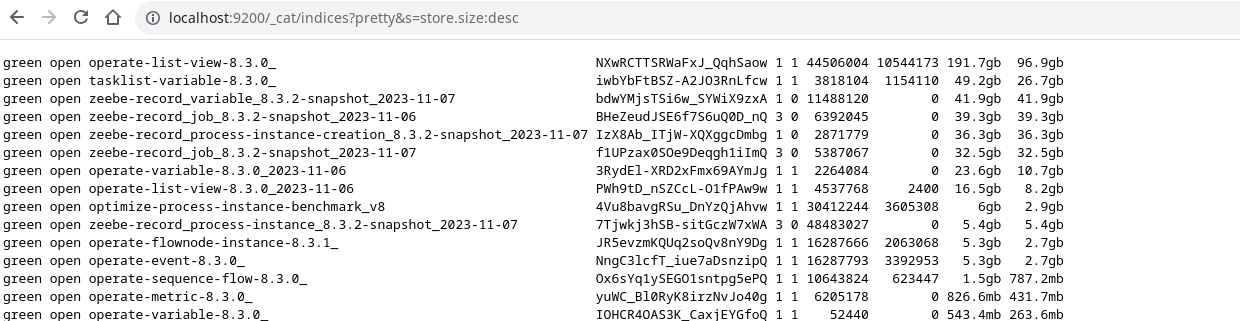 localhost:9200/_cat/indices?pretty&s=store.size:desc
green open operate-list-view-8.3.0_ NXwRCTTSRWaFxJ_QqhSaow 1 1 44506004 10544173 191.7gb 96.9gb
green open tasklist-variable-8.3.0_ iwbYbFtBSZ-A2JO3RnLfcw 1 1 3818104 1154110 49.2gb 26.7gb
green open zeebe-record_variable_8.3.2-snapshot_2023-11-07 bdwYMjsTSi6w_SYWiX9zxA 1 0 11488120 0 41.9gb 41.9gb
green open zeebe-record_job_8.3.2-snapshot_2023-11-06 BHeZeudJSE6f7S6uQ0D_nQ 3 0 6392045 0 39.3gb 39.3gb
green open zeebe-record_process-instance-creation_8.3.2-snapshot_2023-11-07 IzX8Ab_ITjW-XQXggcDmbg 1 0 2871779 0 36.3gb 36.3gb
green open zeebe-record_job_8.3.2-snapshot_2023-11-07 f1UPzax0SOe9Deqgh1iImQ 3 0 5387067 0 32.5gb 32.5gb
green open operate-variable-8.3.0_2023-11-06 3RydEl-XRD2xFmx69AYmJg 1 1 2264084 0 23.6gb 10.7gb
green open operate-list-view-8.3.0_2023-11-06 PWh9tD_nSZCcL-O1fPAw9w 1 1 4537768 2400 16.5gb 8.2gb
green open optimize-process-instance-benchmark_v8 4Vu8bavgRSu_DnYzQjAhvw 1 1 30412244 3605308 6gb 2.9gb
green open zeebe-record_process-instance_8.3.2-snapshot_2023-11-07 7Tjwkj3hSB-sitGczW7xWA 3 0 48483027 0 5.4gb 5.4gb
green open operate-flownode-instance-8.3.1_ JR5evzmKQUq2soQv8nY9Dg 1 1 16287666 2063068 5.3gb 2.7gb
green open operate-event-8.3.0_ NngC3lcfT_iue7aDsnzipQ 1 1 16287793 3392953 5.3gb 2.7gb
green open operate-sequence-flow-8.3.0_ Ox6sYq1ySEGO1sntpg5ePQ 1 1 10643824 623447 1.5gb 787.2mb
green open operate-metric-8.3.0_ yuWC_Bl0RyK8irzNvJo40g 1 1 6205178 0 826.6mb 431.7mb
green open operate-variable-8.3.0_ IOHCR4OAS3K_CaxjEYGfoQ 1 1 52440 0 543.4mb 263.6mb